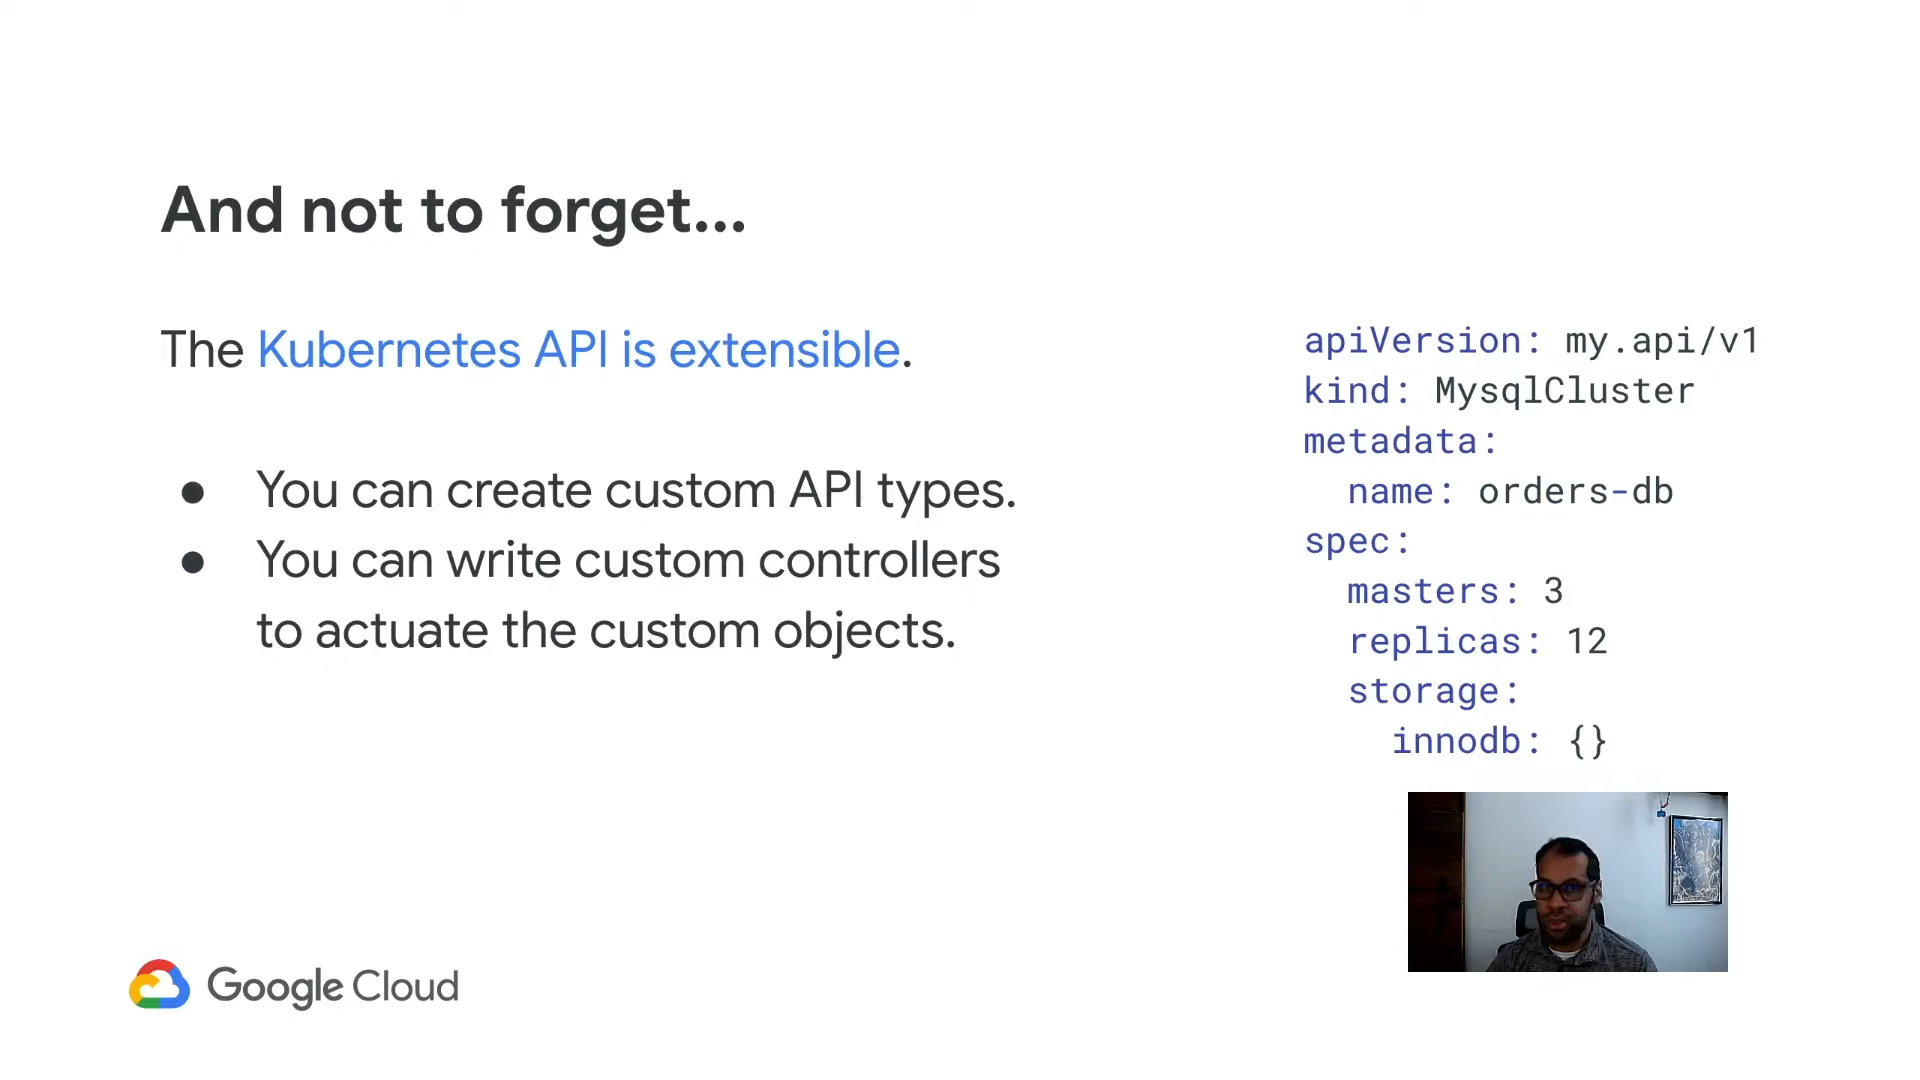 And not to forget...
The Kubernetes API is extensible.
● You can create custom API types.
● You can write custom controllers
to actuate the custom objects.
apiVersion: my.api/v1
kind: MysqlCluster
metadata:
  name: orders-db
spec:
  masters: 3
  replicas: 12
  storage:
    innodb: {}
Google Cloud